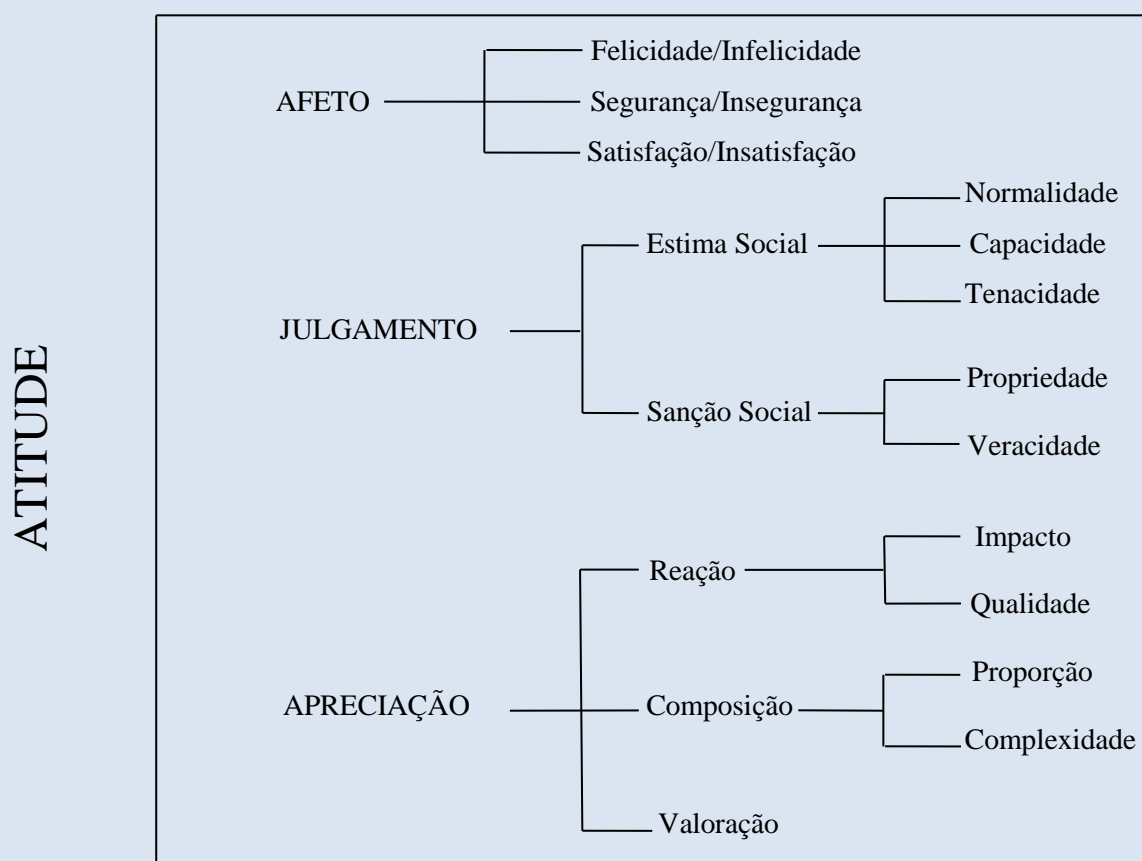 ATITUDE
AFETO
Felicidade/Infelicidade
Segurança/Insegurança
Satisfação/Insatisfação
JULGAMENTO
Estima Social
Normalidade
Capacidade
Tenacidade
Sanção Social
Propriedade
Veracidade
APRECIAÇÃO
Reação
Impacto
Qualidade
Composição
Proporção
Complexidade
Valoração